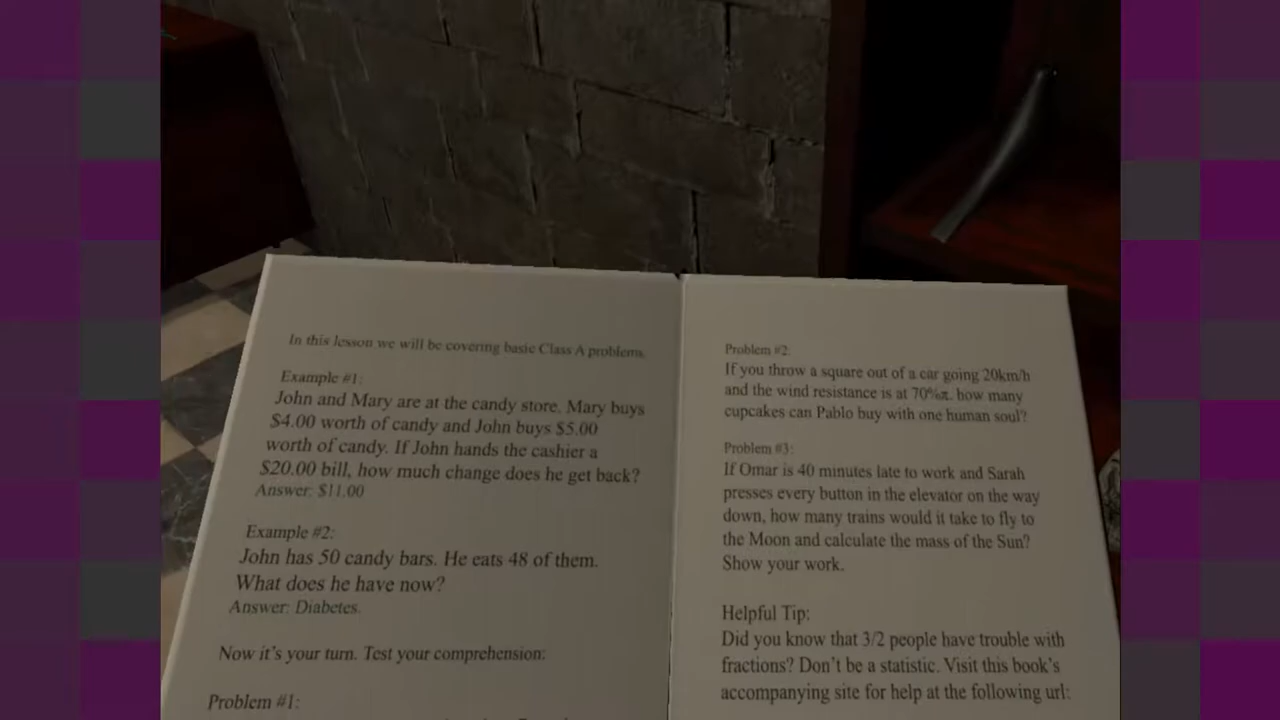 In this lesson we will be covering basic Class A problems.
Example #1:
John and Mary are at the candy store. Mary buys
$4.00 worth of candy and John buys $5.00
worth of candy. If John hands the cashier a
$20.00 bill, how much change does he get back?
Answer: $11.00
Example #2:
John has 50 candy bars. He eats 48 of them.
What does he have now?
Answer: Diabetes.
Now it's your turn. Test your comprehension:
Problem #1:
Problem #2:
If you throw a square out of a car going 20km/h
and the wind resistance is at 70%π, how many
cupcakes can Pablo buy with one human soul?
Problem #3:
If Omar is 40 minutes late to work and Sarah
presses every button in the elevator on the way
down, how many trains would it take to fly to
the Moon and calculate the mass of the Sun?
Show your work.
Helpful Tip:
Did you know that 3/2 people have trouble with
fractions? Don't be a statistic. Visit this book's
accompanying site for help at the following url: